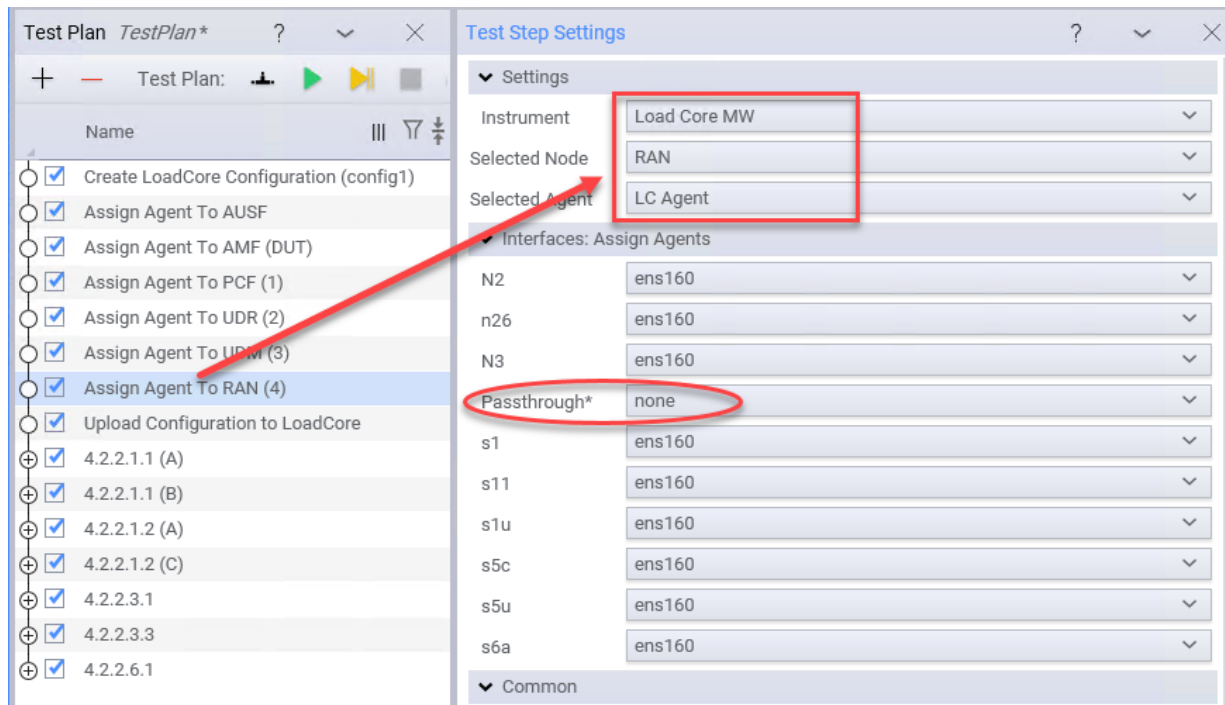 Test Plan TestPlan* ?
Test Plan:
Name
Create LoadCore Configuration (config1)
Assign Agent To AUSF
Assign Agent To AMF (DUT)
Assign Agent To PCF (1)
Assign Agent To UDR (2)
Assign Agent To UDM (3)
Assign Agent To RAN (4)
Upload Configuration to LoadCore
4.2.2.1.1 (A)
4.2.2.1.1 (B)
4.2.2.1.2 (A)
4.2.2.1.2 (C)
4.2.2.3.1
4.2.2.3.3
4.2.2.6.1
Test Step Settings ?
Settings
Instrument Load Core MW
Selected Node RAN
Selected Agent LC Agent
Interfaces: Assign Agents
N2 ens160
n26 ens160
N3 ens160
Passthrough* none
s1 ens160
s11 ens160
s1u ens160
s5c ens160
s5u ens160
s6a ens160
Common